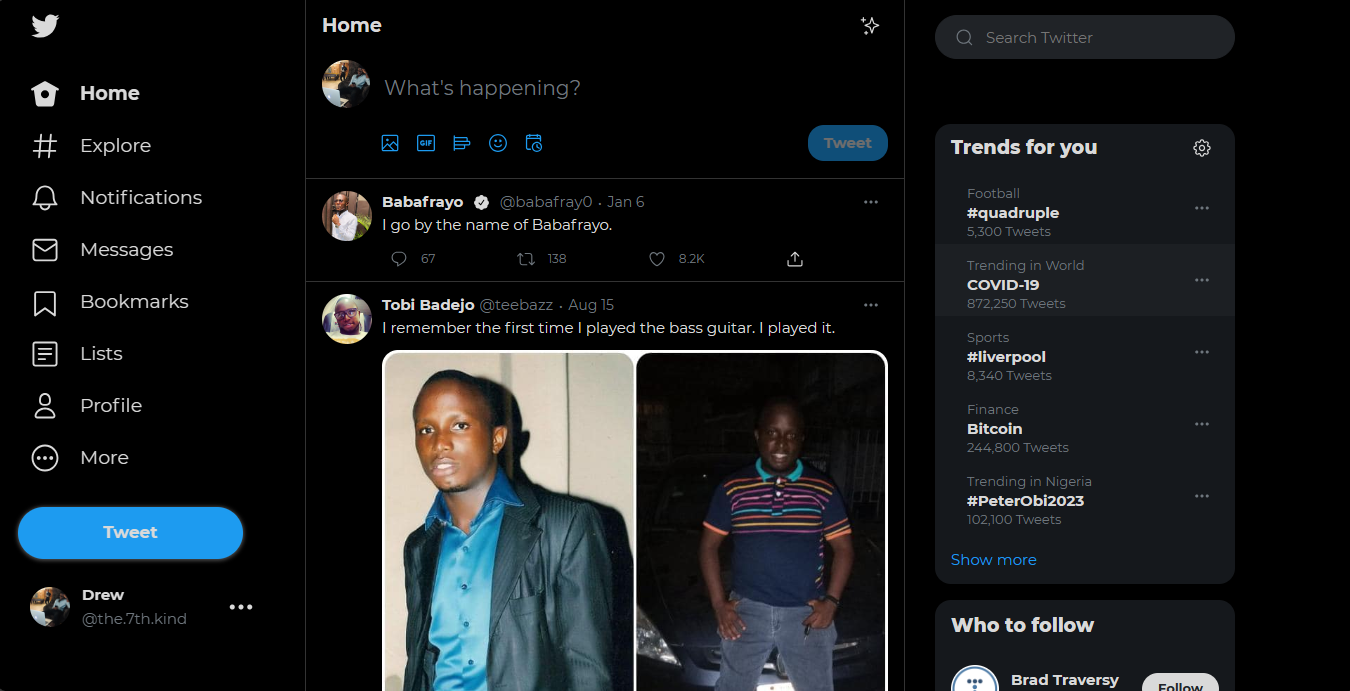 Home
Explore
Notifications
Messages
Bookmarks
Lists
Profile
More
Tweet
Drew
@the.7th.kind
Home
What's happening?
GIF
Tweet
Babafrayo @babafray0 · Jan 6
I go by the name of Babafrayo.
67 138 8.2K
Tobi Badejo @teebazz · Aug 15
I remember the first time I played the bass guitar. I played it.
Search Twitter
Trends for you
Football
#quadruple
5,300 Tweets
Trending in World
COVID-19
872,250 Tweets
Sports
#liverpool
8,340 Tweets
Finance
Bitcoin
244,800 Tweets
Trending in Nigeria
#PeterObi2023
102,100 Tweets
Show more
Who to follow
Brad Traversy
Follow